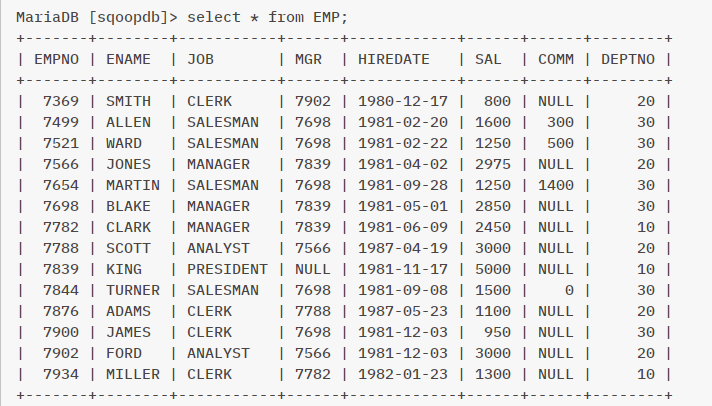 MariaDB [sqoopdb]> select * from EMP;
+-------+--------+-----------+------+------------+------+------+--------+
| EMPNO | ENAME  | JOB       | MGR  | HIREDATE   | SAL  | COMM | DEPTNO |
+-------+--------+-----------+------+------------+------+------+--------+
|  7369 | SMITH  | CLERK     | 7902 | 1980-12-17 |  800 | NULL |     20 |
|  7499 | ALLEN  | SALESMAN  | 7698 | 1981-02-20 | 1600 |  300 |     30 |
|  7521 | WARD   | SALESMAN  | 7698 | 1981-02-22 | 1250 |  500 |     30 |
|  7566 | JONES  | MANAGER   | 7839 | 1981-04-02 | 2975 | NULL |     20 |
|  7654 | MARTIN | SALESMAN  | 7698 | 1981-09-28 | 1250 | 1400 |     30 |
|  7698 | BLAKE  | MANAGER   | 7839 | 1981-05-01 | 2850 | NULL |     30 |
|  7782 | CLARK  | MANAGER   | 7839 | 1981-06-09 | 2450 | NULL |     10 |
|  7788 | SCOTT  | ANALYST   | 7566 | 1987-04-19 | 3000 | NULL |     20 |
|  7839 | KING   | PRESIDENT | NULL | 1981-11-17 | 5000 | NULL |     10 |
|  7844 | TURNER | SALESMAN  | 7698 | 1981-09-08 | 1500 |    0 |     30 |
|  7876 | ADAMS  | CLERK     | 7788 | 1987-05-23 | 1100 | NULL |     20 |
|  7900 | JAMES  | CLERK     | 7698 | 1981-12-03 |  950 | NULL |     30 |
|  7902 | FORD   | ANALYST   | 7566 | 1981-12-03 | 3000 | NULL |     20 |
|  7934 | MILLER | CLERK     | 7782 | 1982-01-23 | 1300 | NULL |     10 |
+-------+--------+-----------+------+------------+------+------+--------+